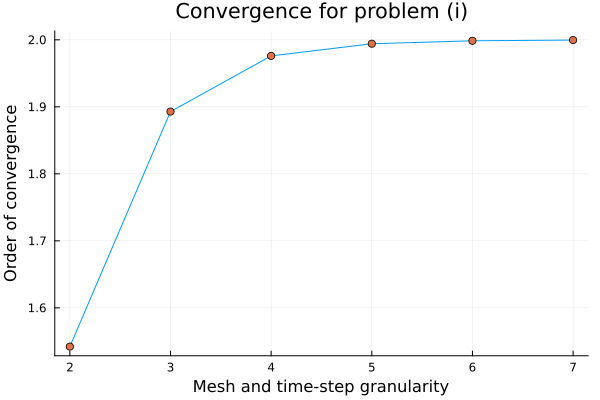 Convergence for problem (i)
Order of convergence
2.0
1.9
1.8
1.7
1.6
2 3 4 5 6 7
Mesh and time-step granularity